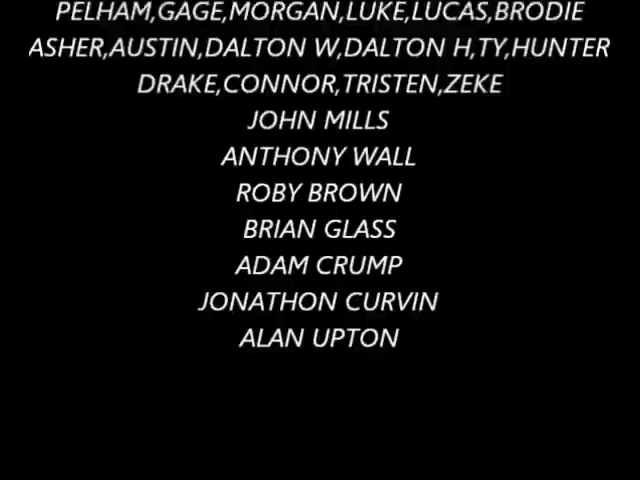 PELHAM,GAGE,MORGAN,LUKE,LUCAS,BRODIE
ASHER,AUSTIN,DALTON W,DALTON H,TY,HUNTER
DRAKE,CONNOR,TRISTEN,ZEKE
JOHN MILLS
ANTHONY WALL
ROBY BROWN
BRIAN GLASS
ADAM CRUMP
JONATHON CURVIN
ALAN UPTON